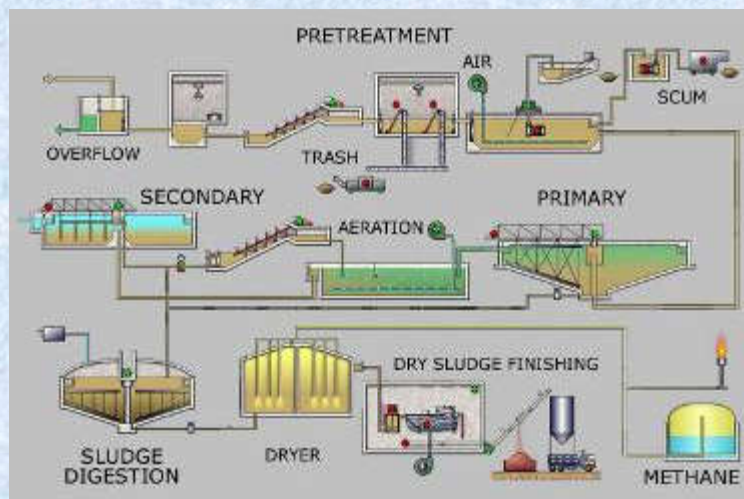 PRETREATMENT
AIR
SCUM
OVERFLOW
TRASH
SECONDARY
PRIMARY
AERATION
DRY SLUDGE FINISHING
SLUDGE
DIGESTION
DRYER
METHANE